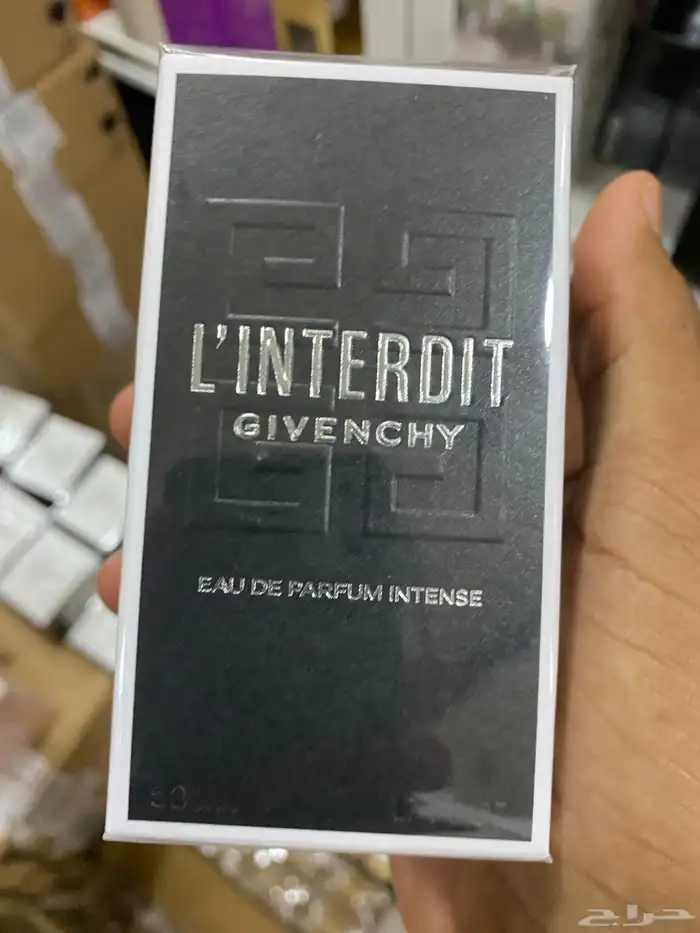 L'INTERDIT
GIVENCHY
EAU DE PARFUM INTENSE
حراج